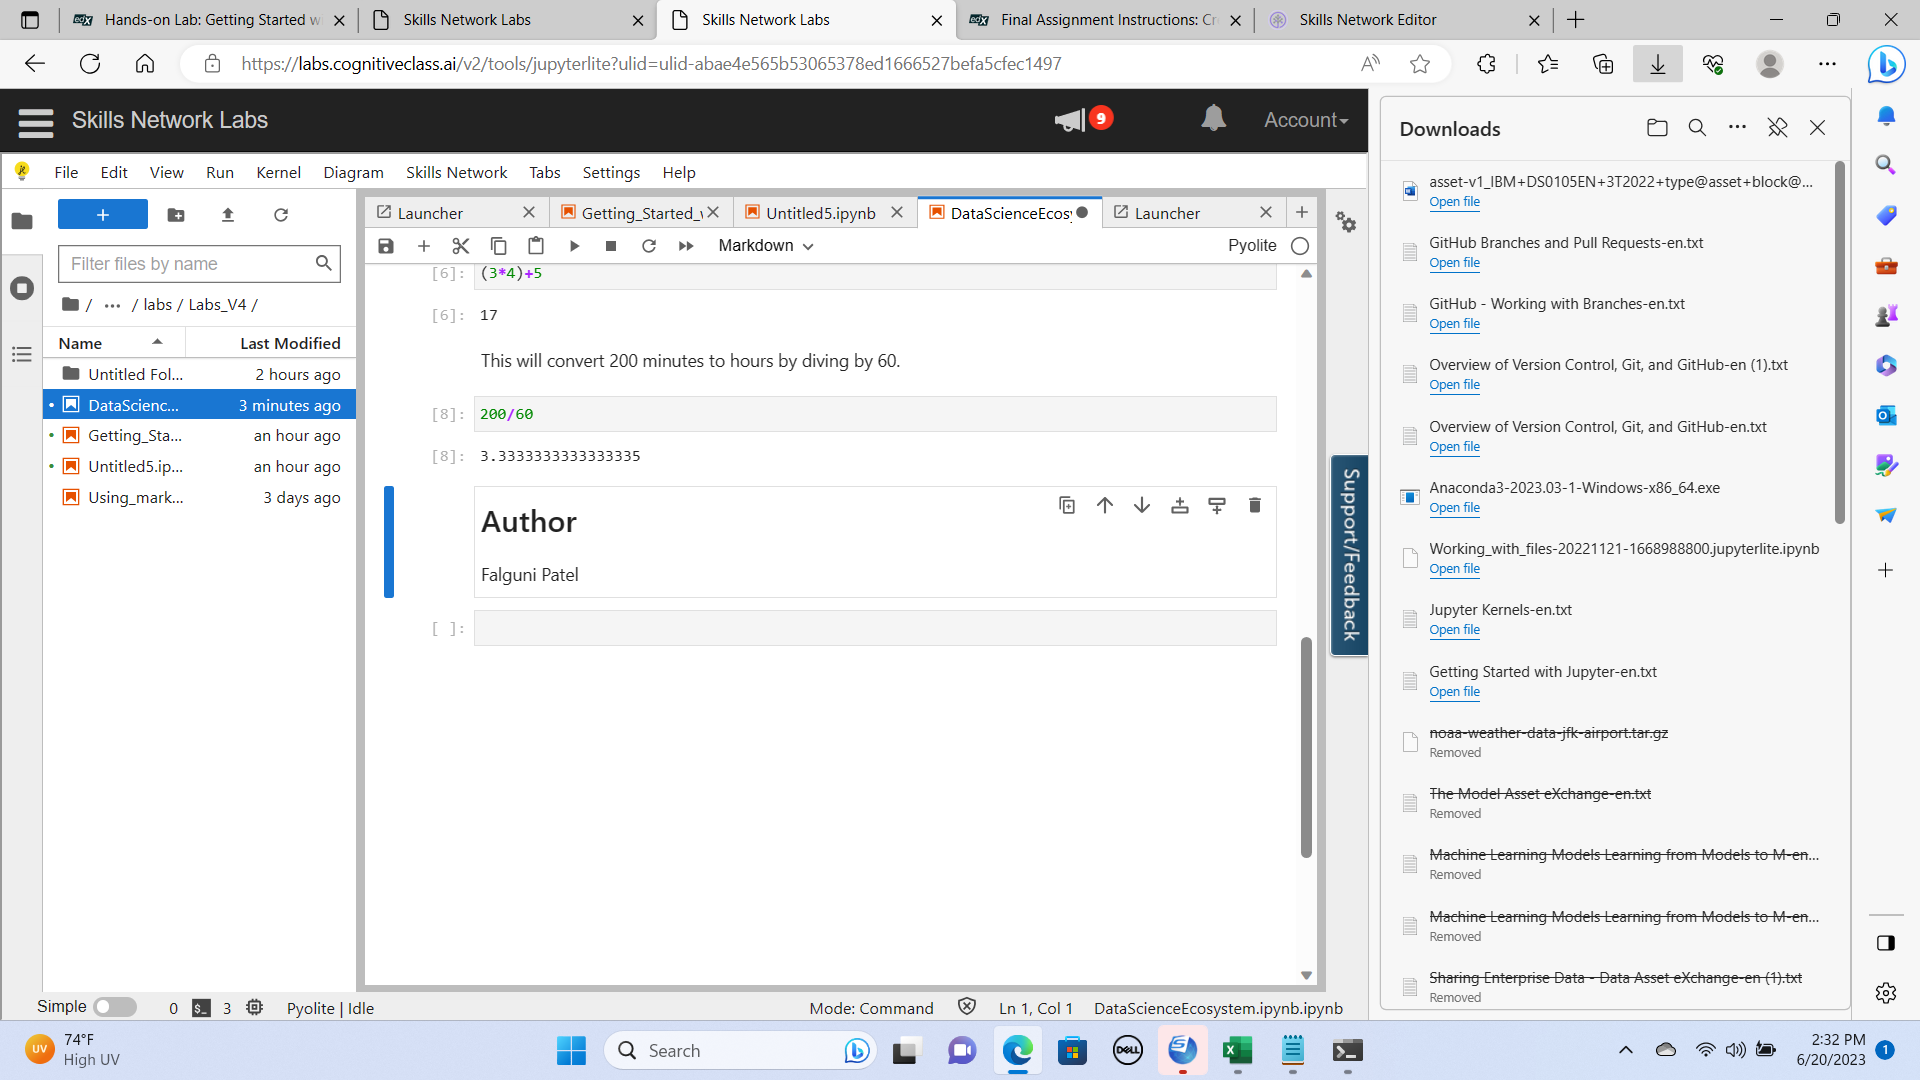 Hands-on Lab: Getting Started w
Skills Network Labs
Skills Network Labs
Final Assignment Instructions: Cr
Skills Network Editor
https://labs.cognitiveclass.ai/v2/tools/jupyterlite?ulid=ulid-abae4e565b53065378ed1666527befa5cfec1497
Skills Network Labs
9
Account
File Edit View Run Kernel Diagram Skills Network Tabs Settings Help
Launcher
Getting_Started_
Untitled5.ipynb
DataScienceEcosy
Launcher
Markdown
Pyolite
Filter files by name
/ ... / labs / Labs_V4 /
Name Last Modified
Untitled Fol... 2 hours ago
DataScienc... 3 minutes ago
Getting_Sta... an hour ago
Untitled5.ip... an hour ago
Using_mark... 3 days ago
[6]: (3*4)+5
[6]: 17
This will convert 200 minutes to hours by diving by 60.
[8]: 200/60
[8]: 3.3333333333333335
Author
Falguni Patel
[ ]:
Support/Feedback
Simple 0 3 Pyolite | Idle
Mode: Command Ln 1, Col 1 DataScienceEcosystem.ipynb.ipynb
Downloads
asset-v1_IBM+DS0105EN+3T2022+type@asset+block@...
Open file
GitHub Branches and Pull Requests-en.txt
Open file
GitHub - Working with Branches-en.txt
Open file
Overview of Version Control, Git, and GitHub-en (1).txt
Open file
Overview of Version Control, Git, and GitHub-en.txt
Open file
Anaconda3-2023.03-1-Windows-x86_64.exe
Open file
Working_with_files-20221121-1668988800.jupyterlite.ipynb
Open file
Jupyter Kernels-en.txt
Open file
Getting Started with Jupyter-en.txt
Open file
noaa-weather-data-jfk-airport.tar.gz
Removed
The Model Asset eXchange-en.txt
Removed
Machine Learning Models Learning from Models to M-en...
Removed
Machine Learning Models Learning from Models to M-en...
Removed
Sharing Enterprise Data - Data Asset eXchange-en (1).txt
Removed
UV
74°F
High UV
Search
DELL
2:32 PM
6/20/2023
1